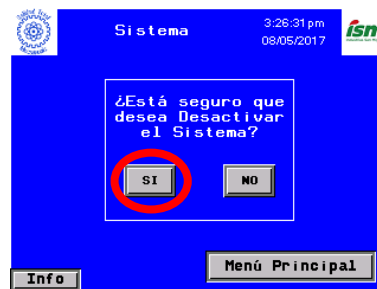 Sistema
3:26:31 pm
08/05/2017
isn
¿Está seguro que
desea Desactivar
el Sistema?
SI
NO
Menú Principal
Info